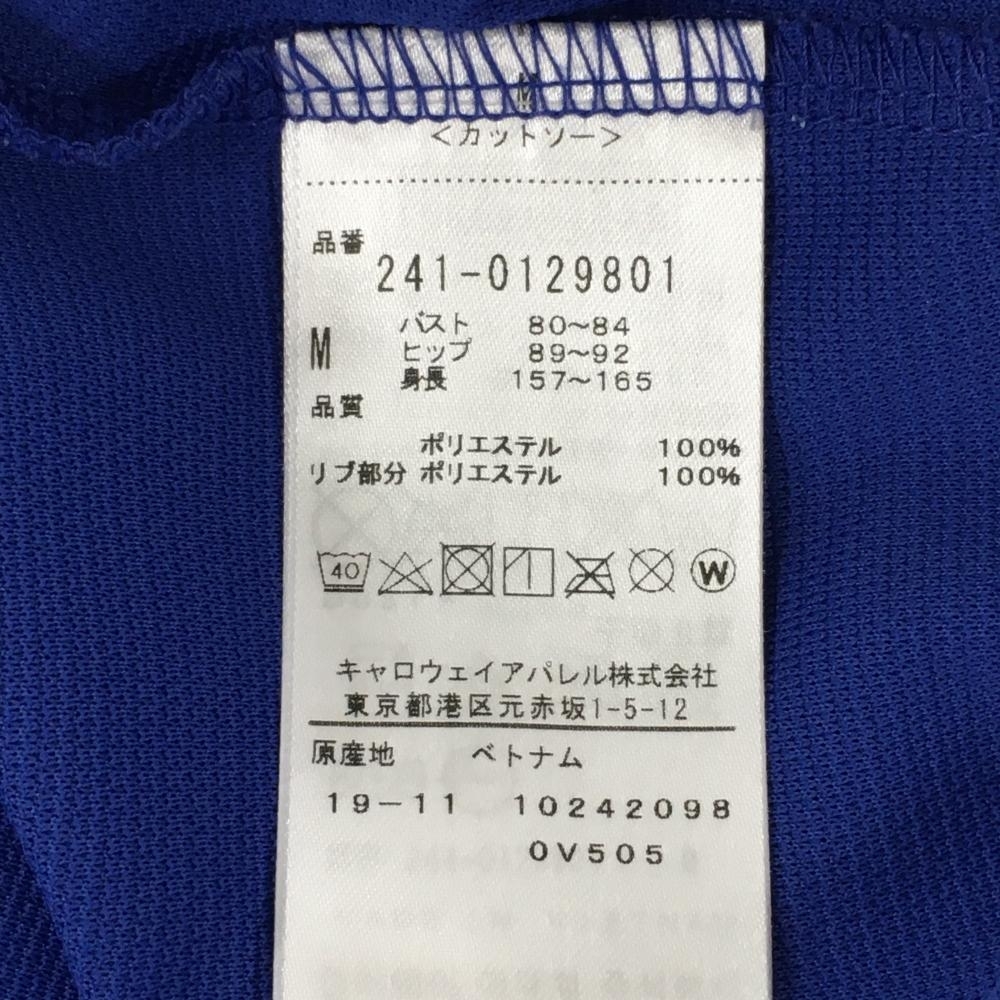 <カットソー>
品番
241-0129801
M バスト 80～84
ヒップ 89～92
身長 157～165
品質
ポリエステル 100%
リブ部分 ポリエステル 100%
40 W
キャロウェイアパレル株式会社
東京都港区元赤坂1-5-12
原産地 ベトナム
19-11 10242098
0V505